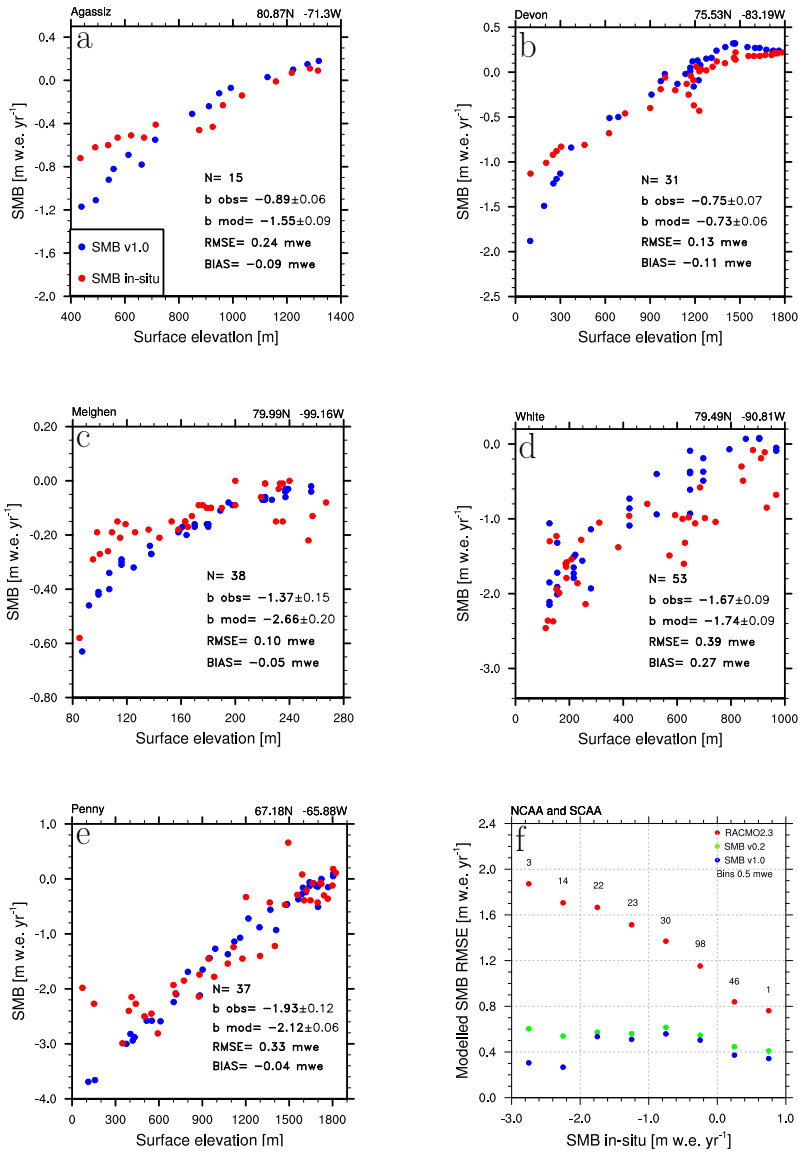 Agassiz 80.87N -71.3W
a
SMB [m w.e. yr⁻¹]
0.4
0.0
-0.4
-0.8
-1.2
-1.6
-2.0
N= 15
b obs= -0.89±0.06
b mod= -1.55±0.09
RMSE= 0.24 mwe
BIAS= -0.09 mwe
SMB v1.0
SMB in-situ
400 600 800 1000 1200 1400
Surface elevation [m]
Devon 75.53N -83.19W
b
SMB [m w.e. yr⁻¹]
0.5
0.0
-0.5
-1.0
-1.5
-2.0
-2.5
N= 31
b obs= -0.75±0.07
b mod= -0.73±0.06
RMSE= 0.13 mwe
BIAS= -0.11 mwe
0 300 600 900 1200 1500 1800
Surface elevation [m]
Meighen 79.99N -99.16W
c
SMB [m w.e. yr⁻¹]
0.20
0.00
-0.20
-0.40
-0.60
-0.80
N= 38
b obs= -1.37±0.15
b mod= -2.66±0.20
RMSE= 0.10 mwe
BIAS= -0.05 mwe
80 120 160 200 240 280
Surface elevation [m]
White 79.49N -90.81W
d
SMB [m w.e. yr⁻¹]
0.0
-1.0
-2.0
-3.0
N= 53
b obs= -1.67±0.09
b mod= -1.74±0.09
RMSE= 0.39 mwe
BIAS= 0.27 mwe
0 200 400 600 800 1000
Surface elevation [m]
Penny 67.18N -65.88W
e
SMB [m w.e. yr⁻¹]
1.0
0.0
-1.0
-2.0
-3.0
-4.0
N= 37
b obs= -1.93±0.12
b mod= -2.12±0.06
RMSE= 0.33 mwe
BIAS= -0.04 mwe
0 300 600 900 1200 1500 1800
Surface elevation [m]
NCAA and SCAA
f
Modelled SMB RMSE [m w.e. yr⁻¹]
2.4
2.0
1.6
1.2
0.8
0.4
0.0
RACMO2.3
SMB v0.2
SMB v1.0
Bins 0.5 mwe
3
14
22
23
30
98
46
1
-3.0 -2.0 -1.0 0.0 1.0
SMB in-situ [m w.e. yr⁻¹]